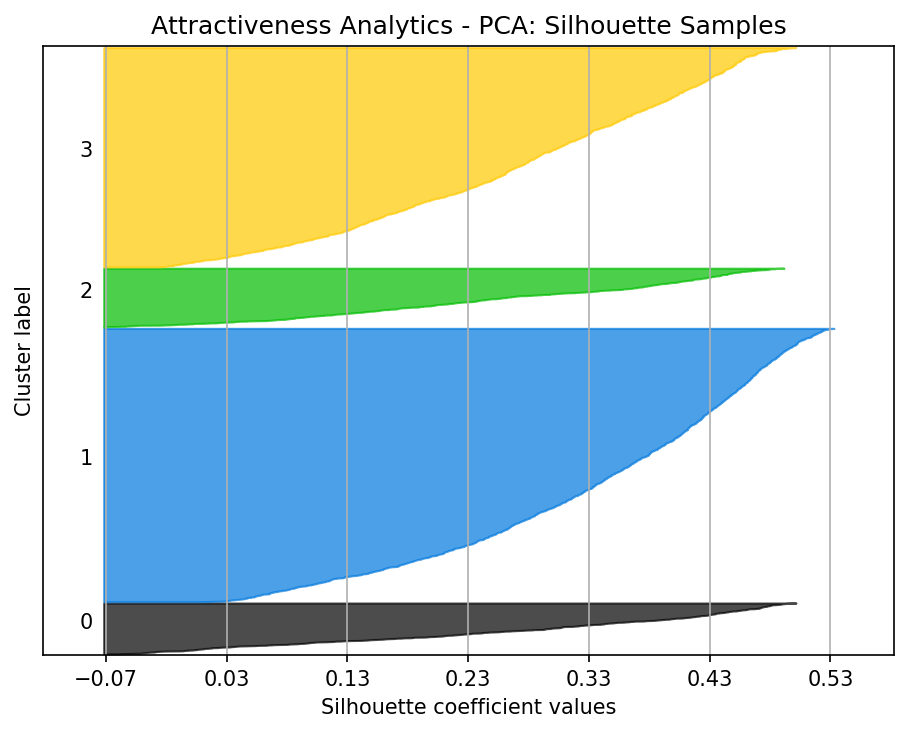 Attractiveness Analytics - PCA: Silhouette Samples
Cluster label
3
2
1
0
−0.07 0.03 0.13 0.23 0.33 0.43 0.53
Silhouette coefficient values